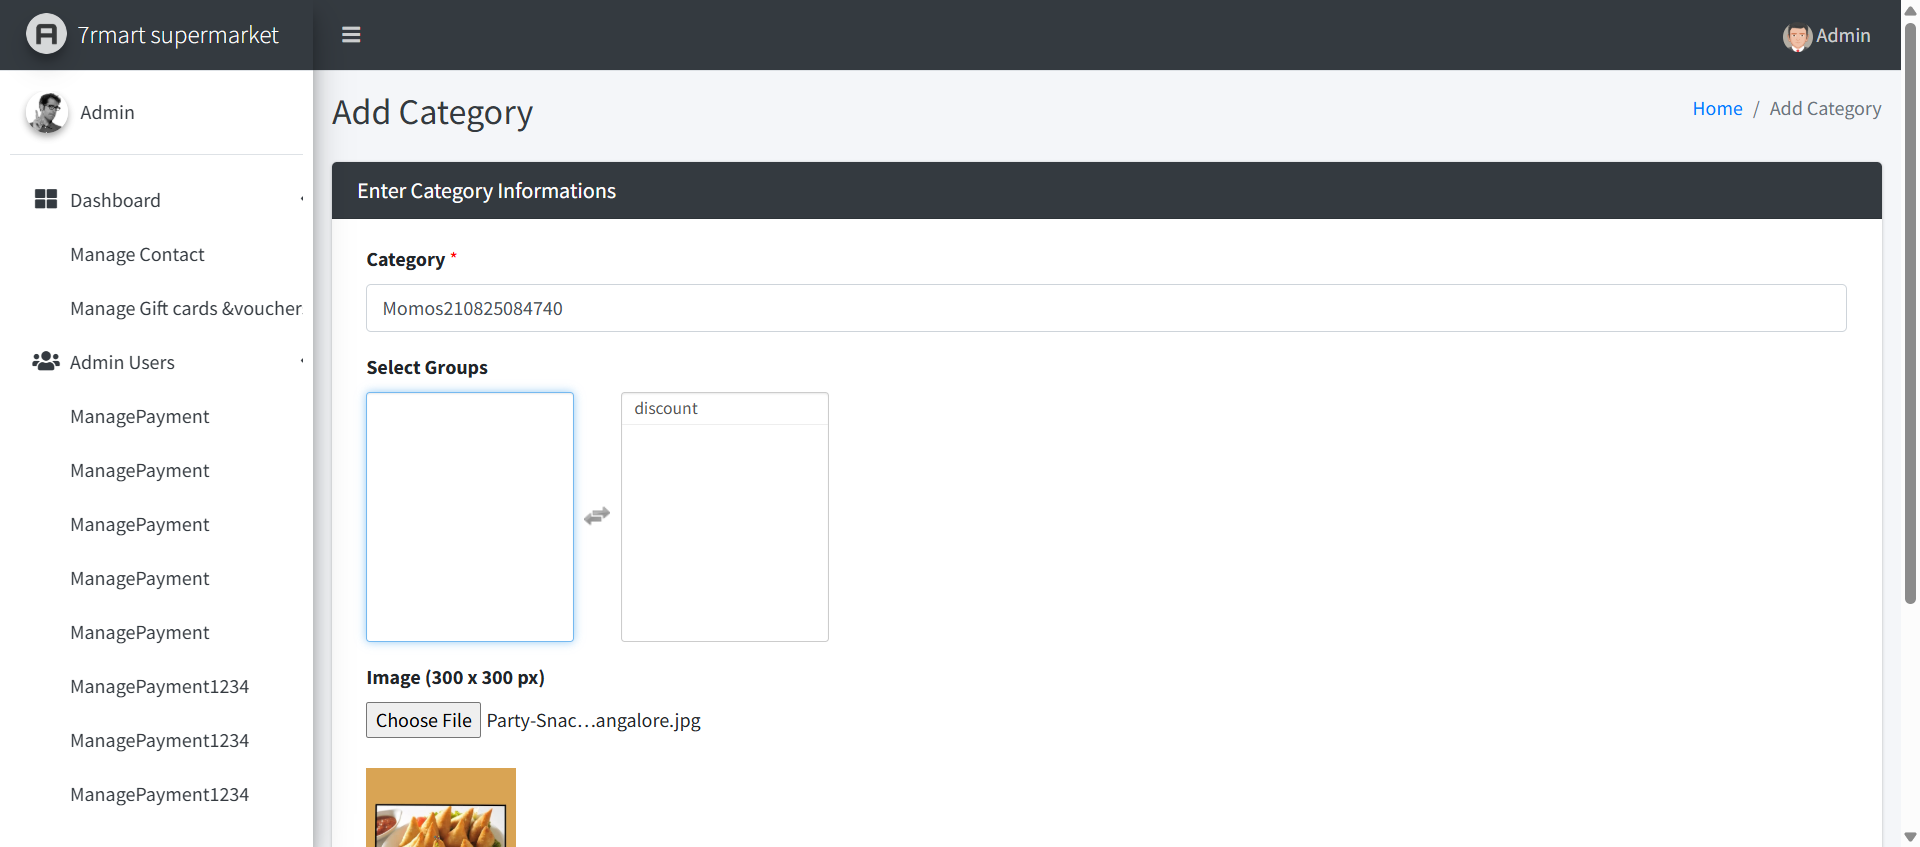 7rmart supermarket
Admin
Admin
Add Category
Home / Add Category
Dashboard
Manage Contact
Manage Gift cards &voucher
Admin Users
ManagePayment
ManagePayment
ManagePayment
ManagePayment
ManagePayment
ManagePayment1234
ManagePayment1234
ManagePayment1234
Enter Category Informations
Category *
Momos210825084740
Select Groups
discount
Image (300 x 300 px)
Choose File Party-Snac…angalore.jpg